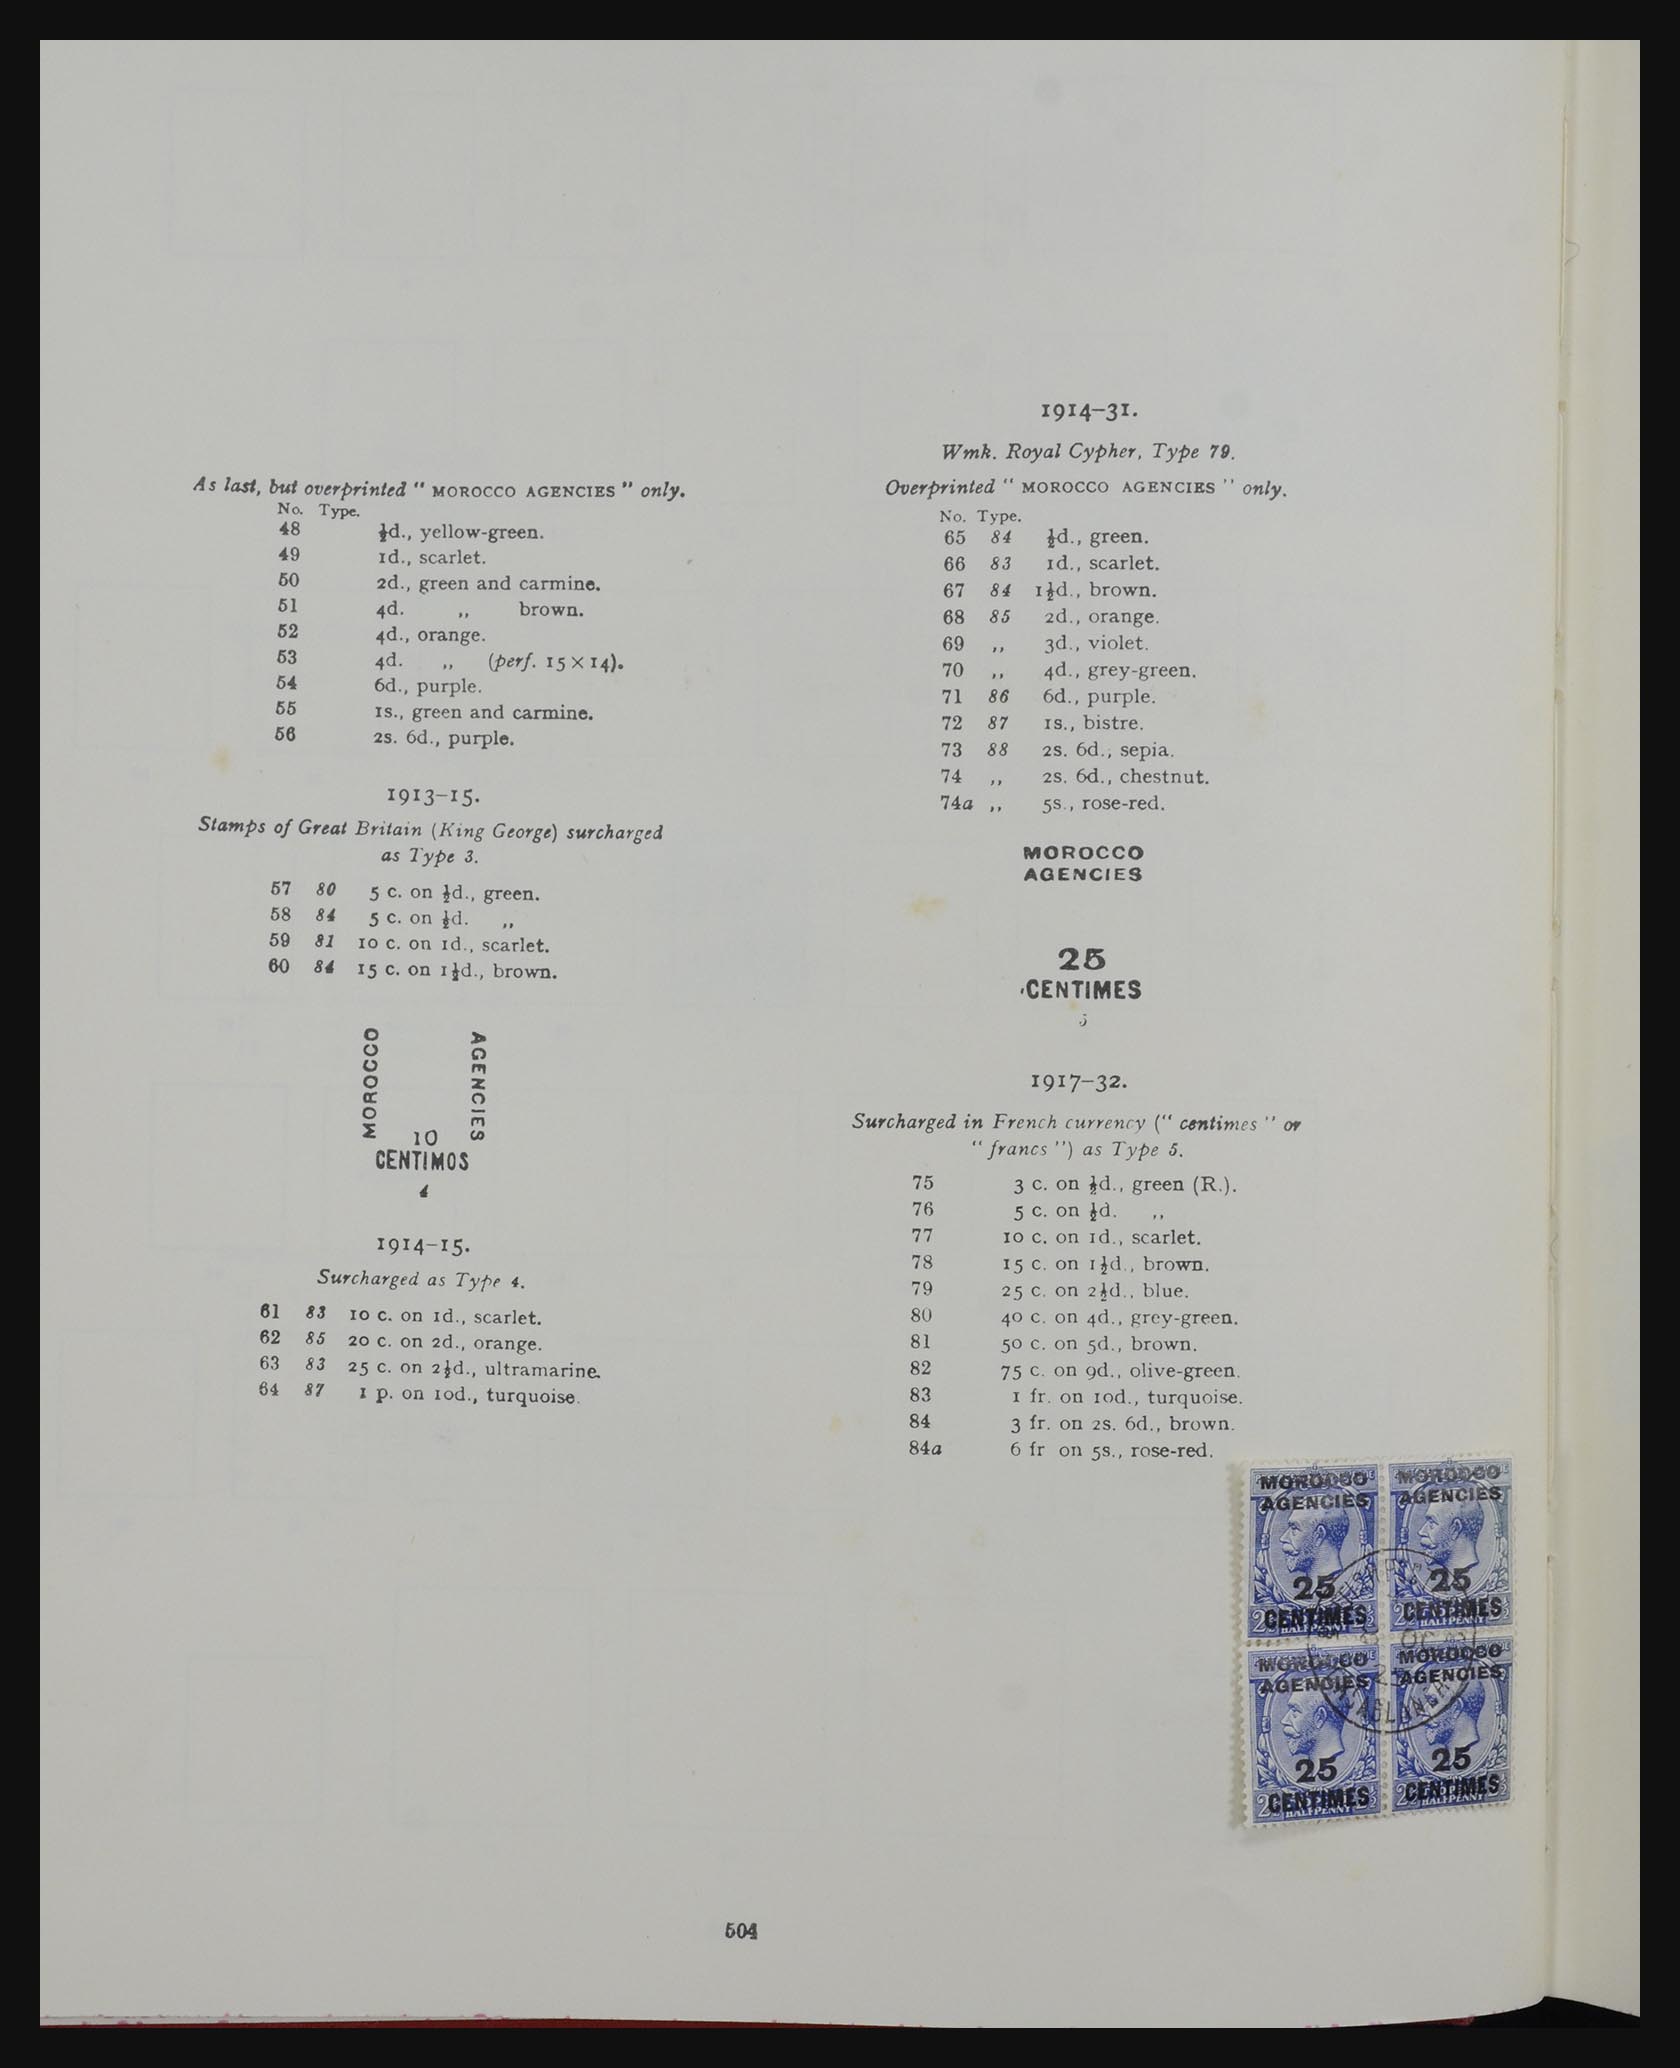 As last, but overprinted “ MOROCCO AGENCIES ” only.
No. Type.
48 ½d., yellow-green.
49 1d., scarlet.
50 2d., green and carmine.
51 4d. ,, brown.
52 4d., orange.
53 4d. ,, (perf. 15 × 14).
54 6d., purple.
55 1s., green and carmine.
56 2s. 6d., purple.
1913–15.
Stamps of Great Britain (King George) surcharged
as Type 3.
57 80 5 c. on ½d., green.
58 84 5 c. on ½d. ,,
59 81 10 c. on 1d., scarlet.
60 84 15 c. on 1½d., brown.
MOROCCO AGENCIES
10
CENTIMOS
4
1914–15.
Surcharged as Type 4.
61 83 10 c. on 1d., scarlet.
62 85 20 c. on 2d., orange.
63 83 25 c. on 2½d., ultramarine.
64 87 1 p. on 10d., turquoise.
1914–31.
Wmk. Royal Cypher, Type 79.
Overprinted “ MOROCCO AGENCIES ” only.
No. Type.
65 84 ½d., green.
66 83 1d., scarlet.
67 84 1½d., brown.
68 85 2d., orange.
69 ,, 3d., violet.
70 ,, 4d., grey-green.
71 86 6d., purple.
72 87 1s., bistre.
73 88 2s. 6d., sepia.
74 ,, 2s. 6d., chestnut.
74a ,, 5s., rose-red.
MOROCCO
AGENCIES
25
CENTIMES
5
1917–32.
Surcharged in French currency (“ centimes ” or
“ francs ”) as Type 5.
75 3 c. on ½d., green (R.).
76 5 c. on ½d. ,,
77 10 c. on 1d., scarlet.
78 15 c. on 1½d., brown.
79 25 c. on 2½d., blue.
80 40 c. on 4d., grey-green.
81 50 c. on 5d., brown.
82 75 c. on 9d., olive-green.
83 1 fr. on 10d., turquoise.
84 3 fr. on 2s. 6d., brown.
84a 6 fr on 5s., rose-red.
MOROCCO
AGENCIES
25
CENTIMES
HALFPENNY
MOROCCO
AGENCIES
25
CENTIMES
HALFPENNY
MOROCCO
AGENCIES
25
CENTIMES
HALFPENNY
MOROCCO
AGENCIES
25
CENTIMES
HALFPENNY
504